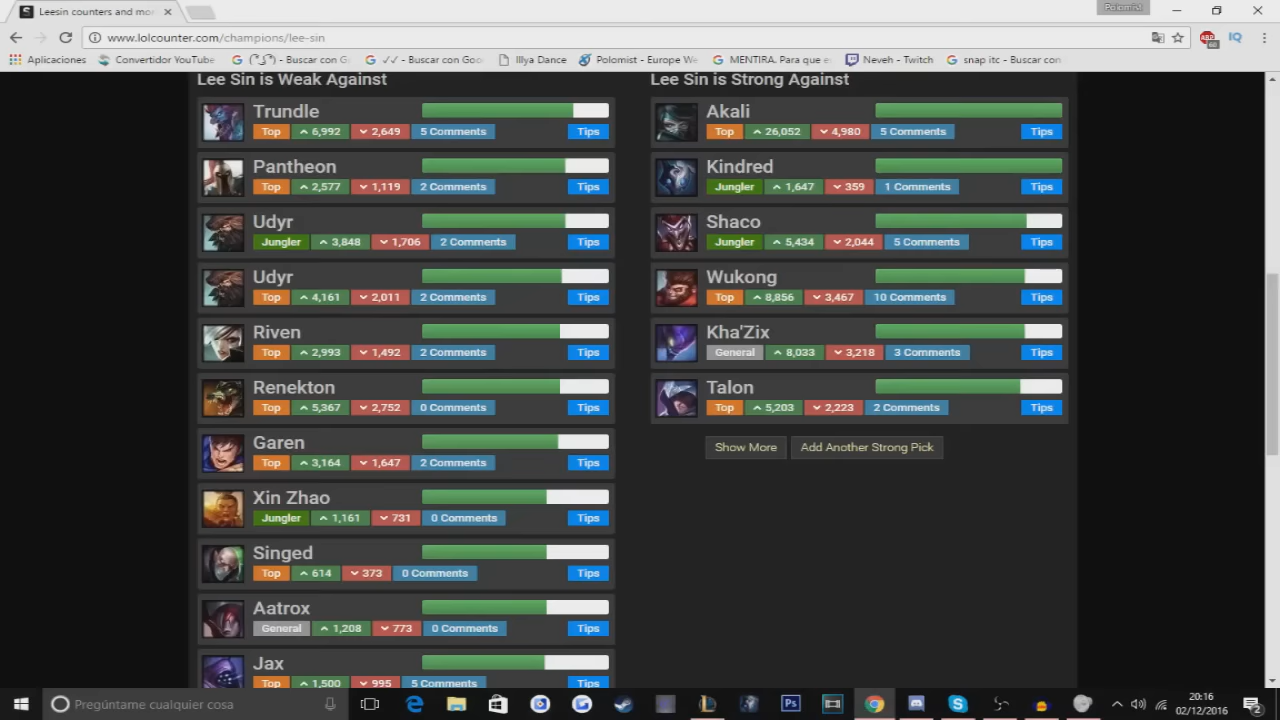 Leesin counters and mo
Polomist
www.lolcounter.com/champions/lee-sin
ABP
60
IQ
Aplicaciones
Convertidor YouTube
- Buscar con G
✓✓ - Buscar con Goo
Illya Dance
Polomist - Europe We
MENTIRA. Para que e
Neveh - Twitch
snap itc - Buscar con
Lee Sin is Weak Against
Trundle
Top 6,992 2,649 5 Comments Tips
Pantheon
Top 2,577 1,119 2 Comments Tips
Udyr
Jungler 3,848 1,706 2 Comments Tips
Udyr
Top 4,161 2,011 2 Comments Tips
Riven
Top 2,993 1,492 2 Comments Tips
Renekton
Top 5,367 2,752 0 Comments Tips
Garen
Top 3,164 1,647 2 Comments Tips
Xin Zhao
Jungler 1,161 731 0 Comments Tips
Singed
Top 614 373 0 Comments Tips
Aatrox
General 1,208 773 0 Comments Tips
Jax
Top 1,500 995 5 Comments Tips
Lee Sin is Strong Against
Akali
Top 26,052 4,980 5 Comments Tips
Kindred
Jungler 1,647 359 1 Comments Tips
Shaco
Jungler 5,434 2,044 5 Comments Tips
Wukong
Top 8,856 3,467 10 Comments Tips
Kha'Zix
General 8,033 3,218 3 Comments Tips
Talon
Top 5,203 2,223 2 Comments Tips
Show More Add Another Strong Pick
Pregúntame cualquier cosa
Ps
20:16
02/12/2016
2